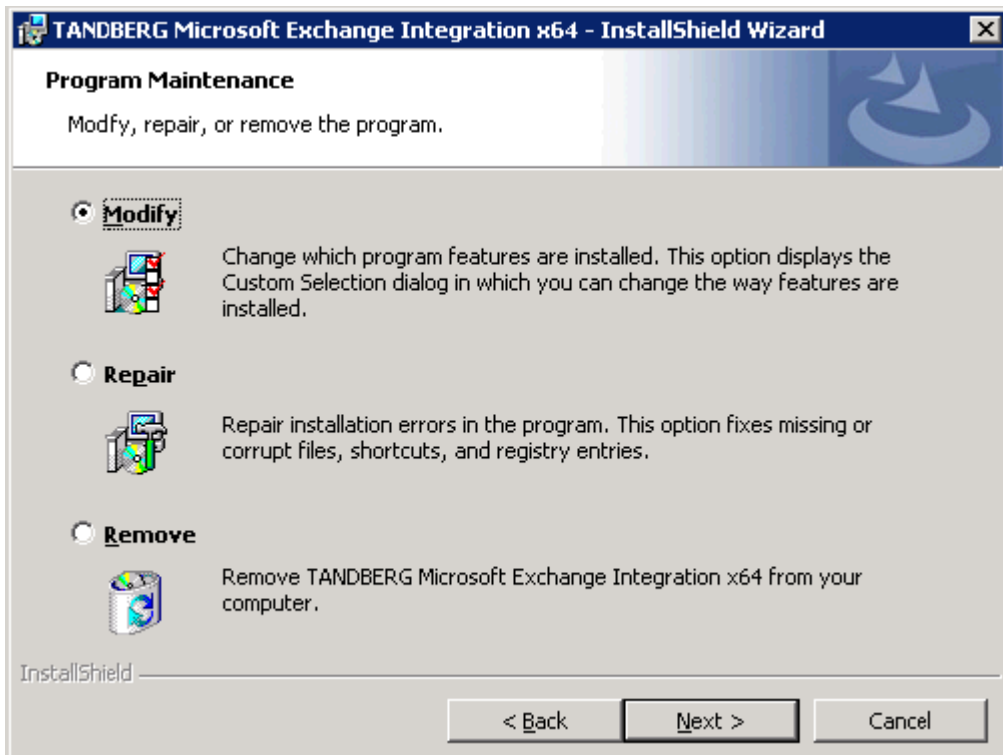 TANDBERG Microsoft Exchange Integration x64 - InstallShield Wizard
Program Maintenance
Modfy, repair, or remove the program.
Modify
Change which program features are installed. This option displays the
Custom Selection dialog in which you can change the way features are
installed.
Repair
Repair installation errors in the program. This option fixes missing or
corrupt files, shortcuts, and registry entries.
Remove
Remove TANDBERG Microsoft Exchange Integration x64 from your
computer.
InstallShield
< Back Next > Cancel